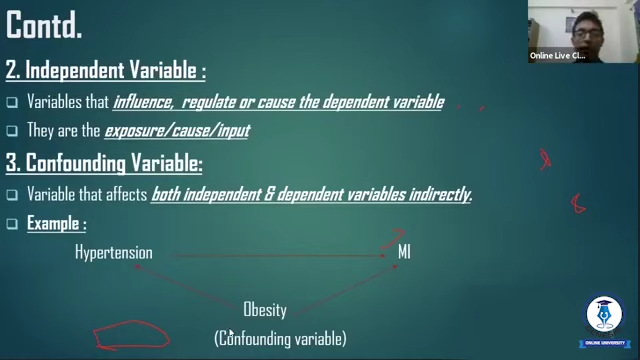 Contd.
Online Live Cl...
2. Independent Variable :
Variables that influence, regulate or cause the dependent variable
They are the exposure/cause/input
3. Confounding Variable:
Variable that affects both independent & dependent variables indirectly.
Example :
Hypertension MI
Obesity
(Confounding variable)
ONLINE UNIVERSITY